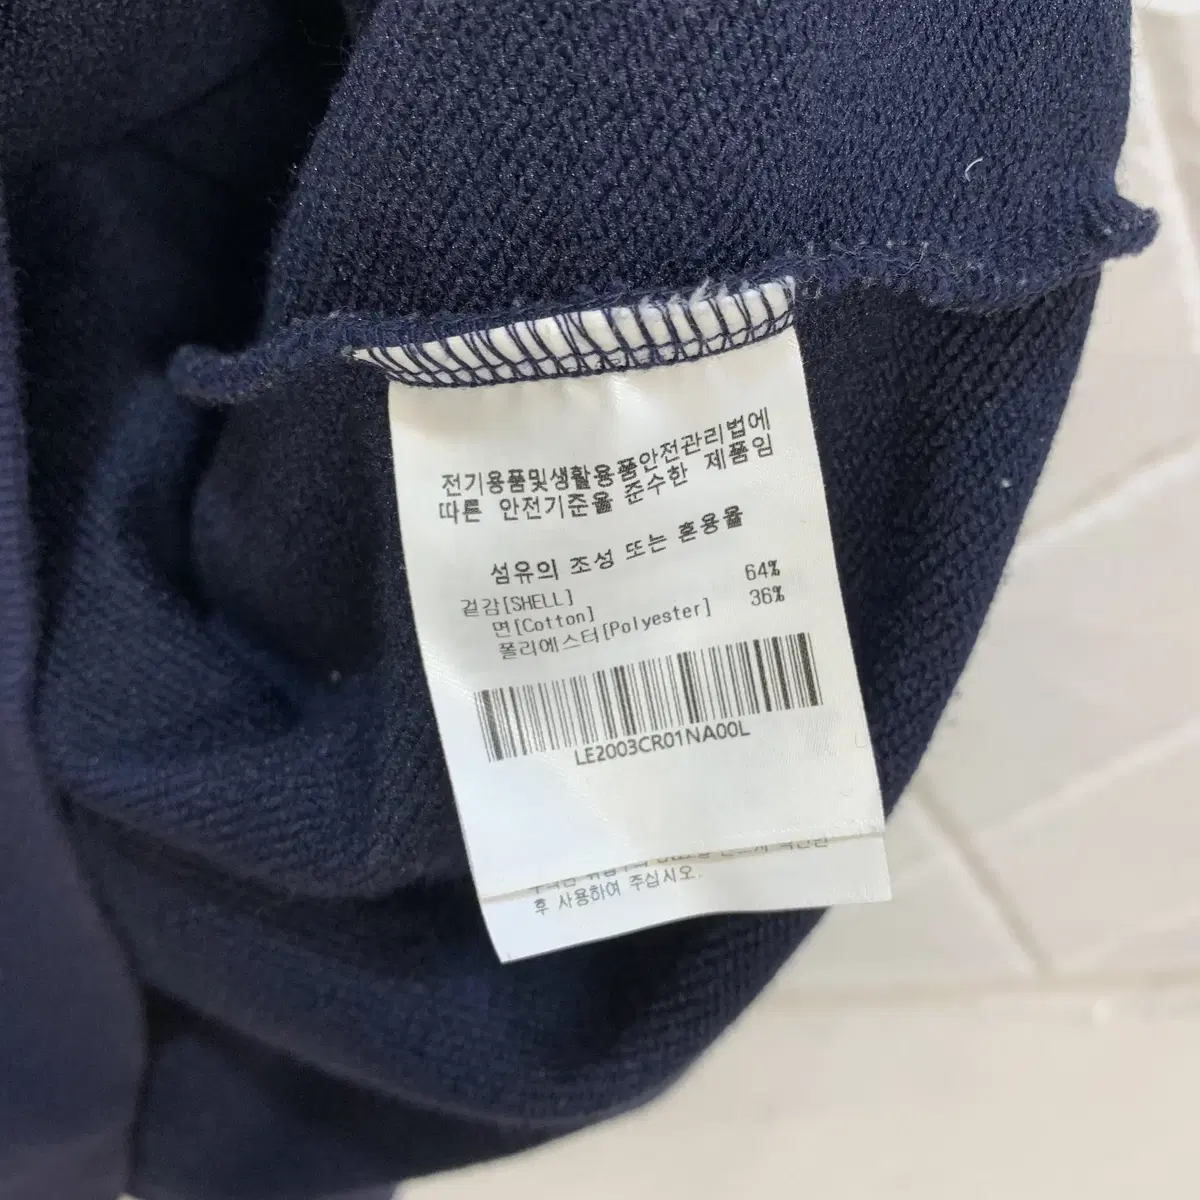 전기용품및생활용품안전관리법에
따른 안전기준을 준수한 제품임
섬유의 조성 또는 혼용율
겉감[SHELL]
면[Cotton] 64%
폴리에스터[Polyester] 36%
LE2003CR01NA00L
후 사용하여 주십시오.